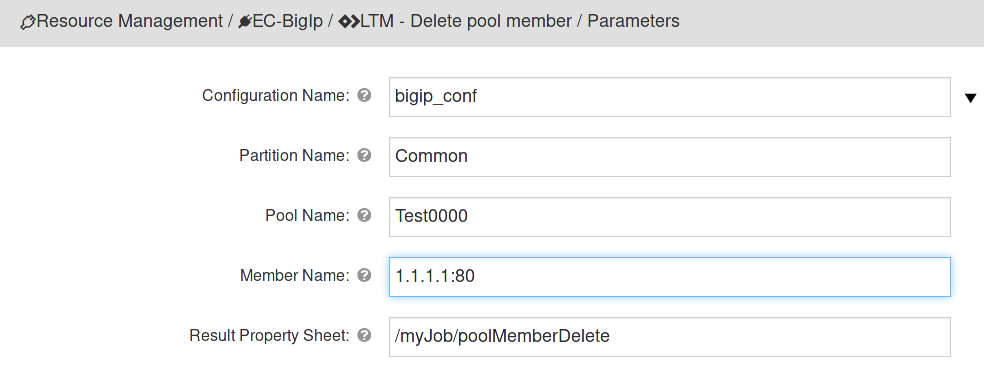 Resource Management / EC-BigIp / LTM - Delete pool member / Parameters
Configuration Name: bigip_conf
Partition Name: Common
Pool Name: Test0000
Member Name: 1.1.1.1:80
Result Property Sheet: /myJob/poolMemberDelete